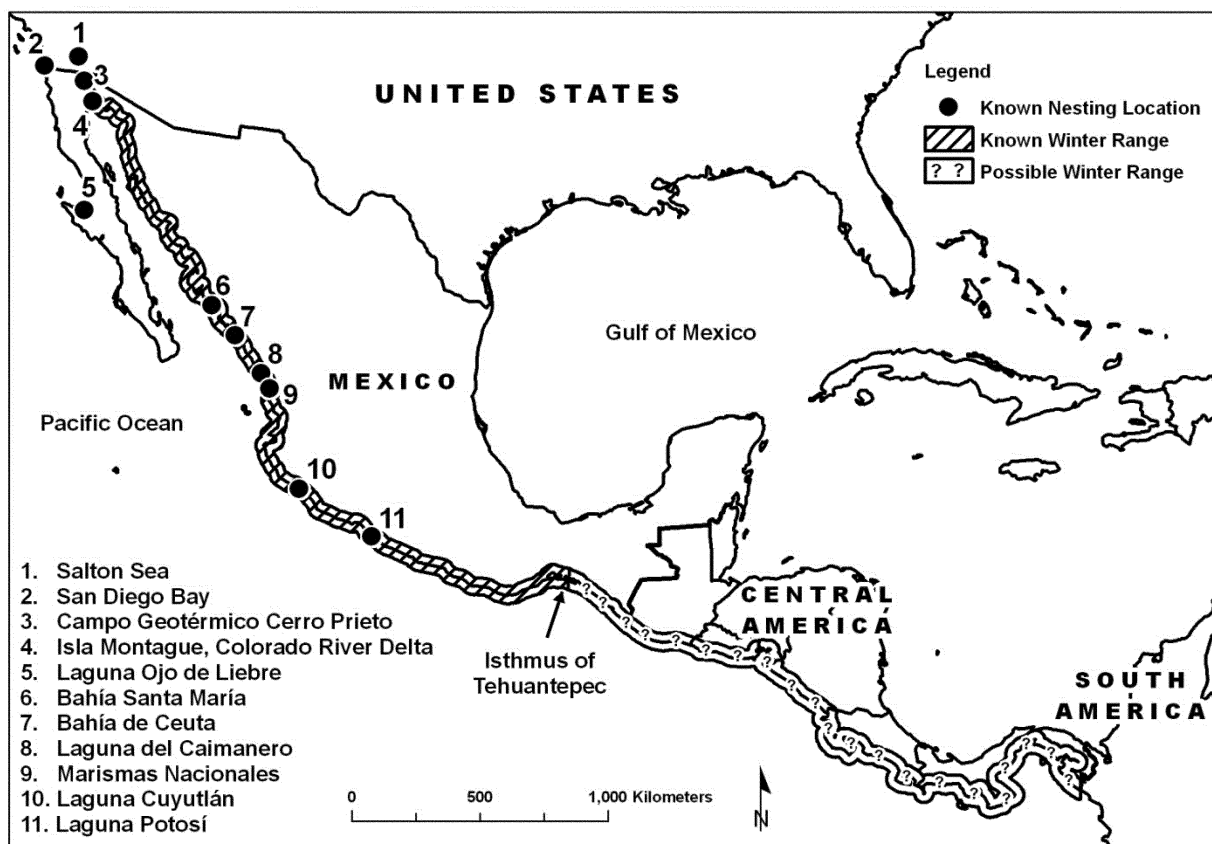 1
2
3
4
5
6
7
8
9
10
11
UNITED STATES
Legend
Known Nesting Location
Known Winter Range
? ? Possible Winter Range
Gulf of Mexico
MEXICO
Pacific Ocean
CENTRAL
AMERICA
Isthmus of
Tehuantepec
SOUTH
AMERICA
1. Salton Sea
2. San Diego Bay
3. Campo Geotérmico Cerro Prieto
4. Isla Montague, Colorado River Delta
5. Laguna Ojo de Liebre
6. Bahía Santa María
7. Bahía de Ceuta
8. Laguna del Caimanero
9. Marismas Nacionales
10. Laguna Cuyutlán
11. Laguna Potosí
0 500 1,000 Kilometers
N